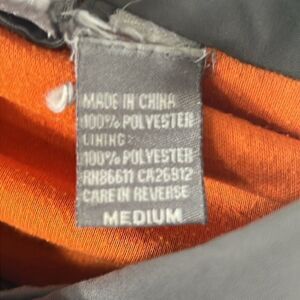 MADE IN CHINA
100% POLYESTER
LINING:
100% POLYESTER
RN86611 CA26912
CARE IN REVERSE
MEDIUM